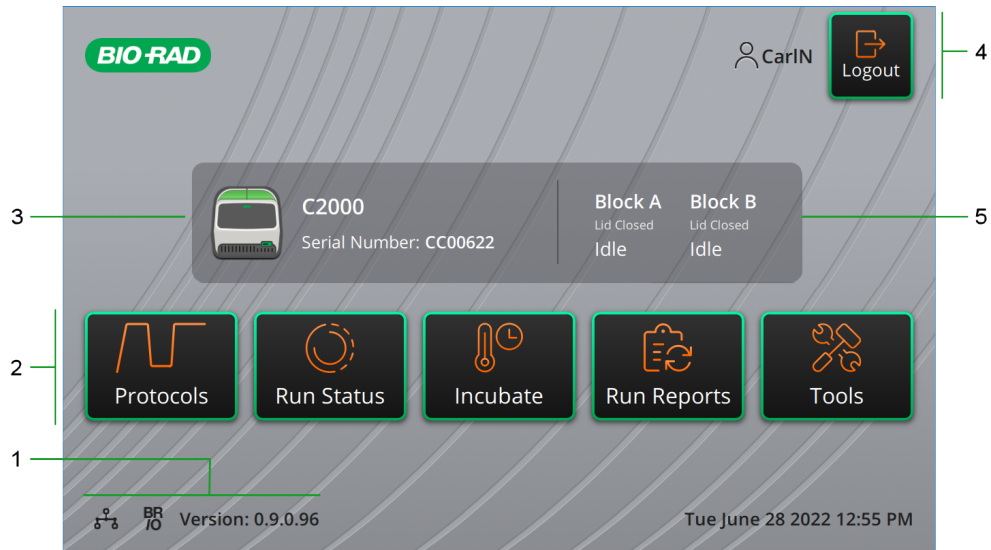 BIO-RAD
CarlN
Logout
4
3
C2000
Serial Number: CC00622
Block A
Lid Closed
Idle
Block B
Lid Closed
Idle
5
2
Protocols
Run Status
Incubate
Run Reports
Tools
1
BR
IO
Version: 0.9.0.96
Tue June 28 2022 12:55 PM